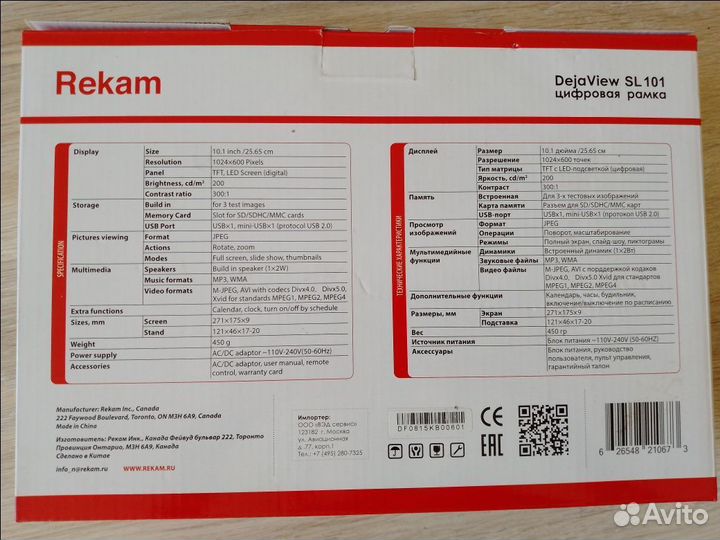 Rekam
DejaView SL101
цифровая рамка
SPECIFICATION
Display Size 10.1 inch /25.65 cm
Resolution 1024×600 Pixels
Panel TFT, LED Screen (digital)
Brightness, cd/m² 200
Contrast ratio 300:1
Storage Build in for 3 test images
Memory Card Slot for SD/SDHC/MMC cards
USB Port USB×1, mini-USB×1 (protocol USB 2.0)
Pictures viewing Format JPEG
Actions Rotate, zoom
Modes Full screen, slide show, thumbnails
Multimedia Speakers Build in speaker (1×2W)
Music formats MP3, WMA
Video formats M-JPEG, AVI with codecs Divx4.0, Divx5.0,
Xvid for standards MPEG1, MPEG2, MPEG4
Extra functions Calendar, clock, turn on/off by schedule
Sizes, mm Screen 271×175×9
Stand 121×46×17-20
Weight 450 g
Power supply AC/DC adaptor ~110V-240V(50-60Hz)
Accessories AC/DC adaptor, user manual, remote
control, warranty card
ТЕХНИЧЕСКИЕ ХАРАКТЕРИСТИКИ
Дисплей Размер 10.1 дюйма /25.65 см
Разрешение 1024×600 точек
Тип матрицы TFT с LED-подсветкой (цифровая)
Яркость, cd/m² 200
Контраст 300:1
Память Встроенная Для 3-х тестовых изображений
Карта памяти Разъем для SD/SDHC/MMC карт
USB-порт USB×1, mini-USB×1 (протокол USB 2.0)
Просмотр Формат JPEG
изображений Операции Поворот, масштабирование
Режимы Полный экран, слайд-шоу, пиктограмы
Мультимедийные Динамики Встроенный динамик (1×2Вт)
функции Звуковые файлы MP3, WMA
Видео файлы M-JPEG, AVI с порддержкой кодаков
Divx4.0, Divx5.0 Xvid для стандартов
MPEG1, MPEG2, MPEG4
Дополнительные функции Календарь, часы, будильник,
включении/выключение по расписанию
Размеры, мм Экран 271×175×9
Подставка 121×46×17-20
Вес 450 гр
Источник питания Блок питания ~110V-240V(50-60HZ)
Аксессуары Блок питания, руководство
пользователя, пульт управления,
гарантийный талон
Manufacturer: Rekam Inc., Canada
222 Faywood Boulevard, Toronto, ON M3H 6A9, Canada
Made in China
Изготовитель: Рекам Инк., Канада Фейвуд бульвар 222, Торонто
Провинция Онтарио, M3H 6A9, Канада
Сделано в Китае
info_n@rekam.ru WWW.REKAM.RU
Импортер:
ООО «ВЭД сервис»
123182 г. Москва
ул. Авиационная
д.77, корп.1
Тел.: +7 (495) 280-7325
DF0815KB00601
CE
EAC
6 26548 21067 3
Avito